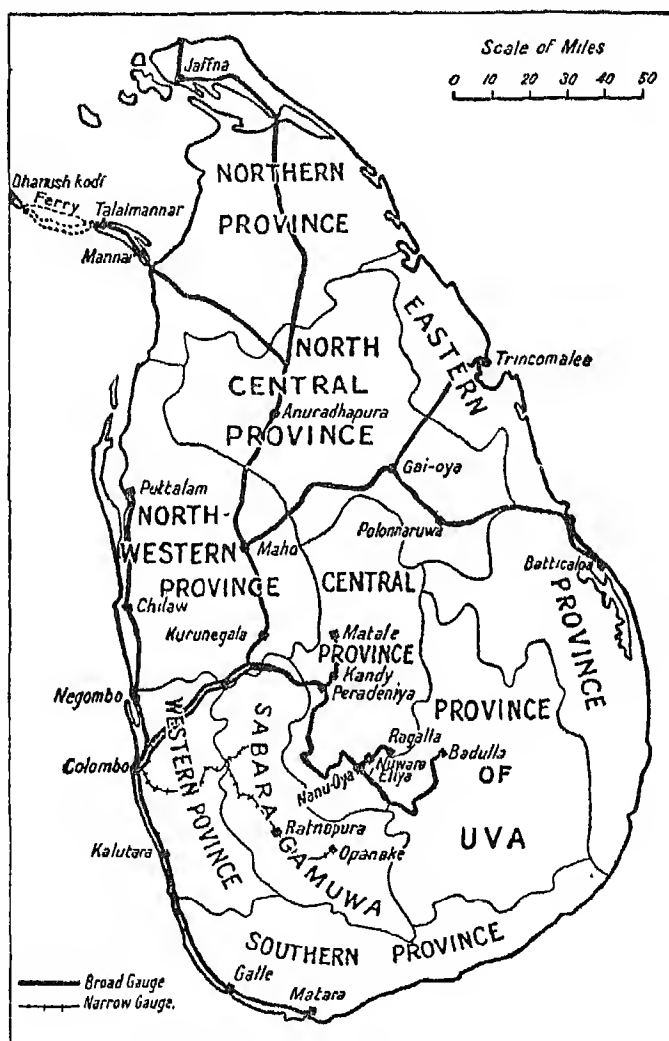 Scale of Miles
0 10 20 30 40 50
Jaffna
NORTHERN
PROVINCE
Dhanush kodi
Ferry
Talaimannar
Mannar
EASTERN
PROVINCE
Trincomalee
NORTH
CENTRAL
Anuradhapura
PROVINCE
Gal-oya
Puttalam
NORTH-
WESTERN
PROVINCE
Maho
Polonnaruwa
Batticaloa
CENTRAL
PROVINCE
Chilaw
Kurunegala
Matale
Kandy
Peradeniya
Negombo
WESTERN POVINCE
SABARAGAMUWA
PROVINCE
OF
UVA
Ragalla
Badulla
Colombo
Nanu-Oya
Nuwara
Eliya
Ratnopura
Opanake
Kalutara
SOUTHERN PROVINCE
Galle
Matara
Broad Gauge
Narrow Gauge.